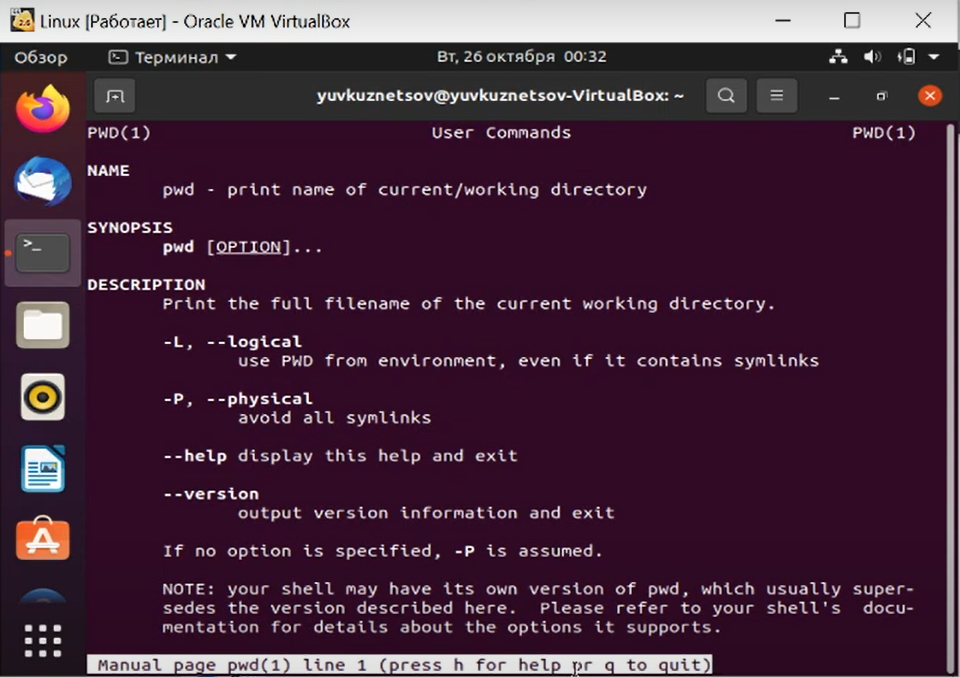 Linux [Работает] - Oracle VM VirtualBox
Обзор Терминал Вт, 26 октября 00:32
yuvkuznetsov@yuvkuznetsov-VirtualBox: ~
PWD(1) User Commands PWD(1)
NAME
pwd - print name of current/working directory
SYNOPSIS
pwd [OPTION]...
DESCRIPTION
Print the full filename of the current working directory.
-L, --logical
use PWD from environment, even if it contains symlinks
-P, --physical
avoid all symlinks
--help display this help and exit
--version
output version information and exit
If no option is specified, -P is assumed.
NOTE: your shell may have its own version of pwd, which usually super-
sedes the version described here. Please refer to your shell's docu-
mentation for details about the options it supports.
Manual page pwd(1) line 1 (press h for help or q to quit)